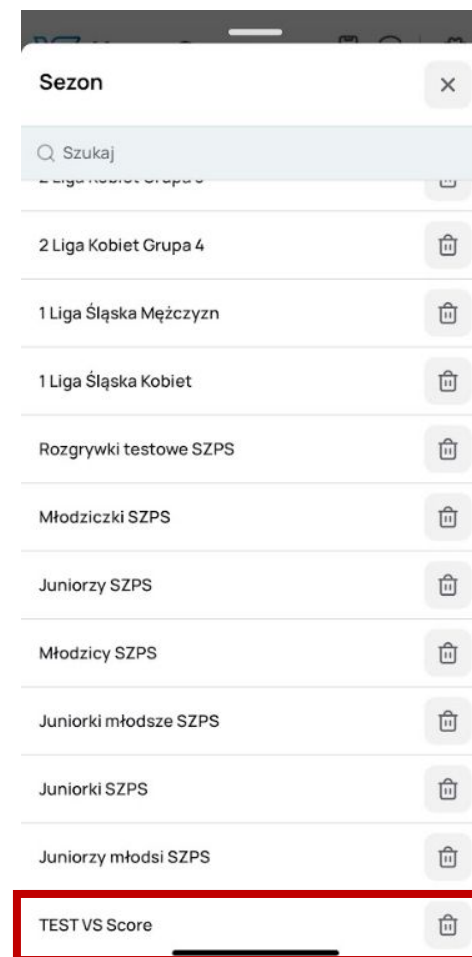 Sezon
Szukaj
2 Liga Kobiet Grupa 4
1 Liga Śląska Mężczyzn
1 Liga Śląska Kobiet
Rozgrywki testowe SZPS
Młodziczki SZPS
Juniorzy SZPS
Młodzicy SZPS
Juniorki młodsze SZPS
Juniorki SZPS
Juniorzy młodsi SZPS
TEST VS Score